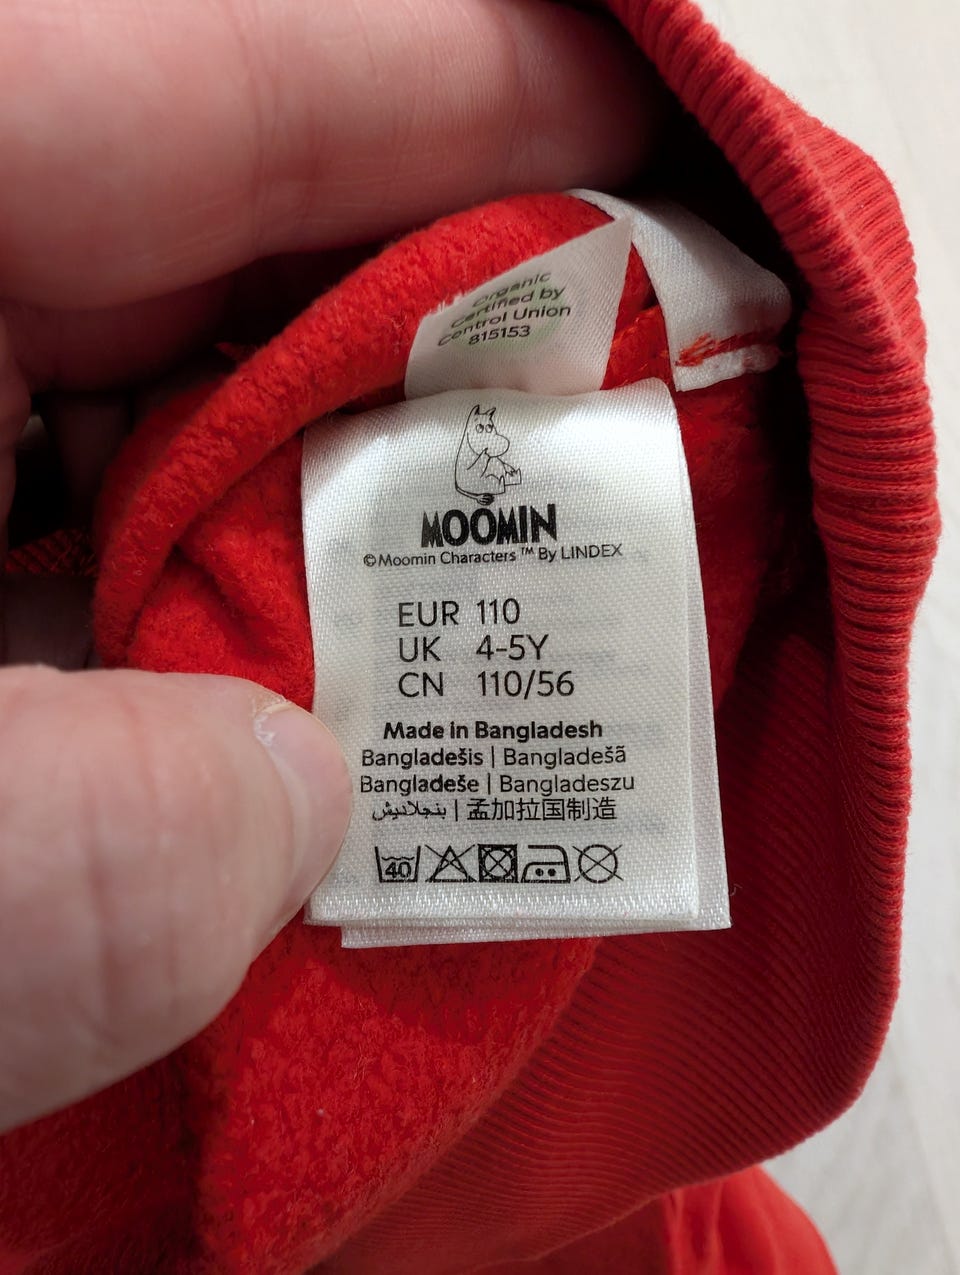 Organic
Certified by
Control Union
815153
MOOMIN
© Moomin Characters ™ By LINDEX
EUR 110
UK 4-5Y
CN 110/56
Made in Bangladesh
Bangladešis | Bangladešā
Bangladeše | Bangladeszu
بنجلاديش | 孟加拉国制造
40